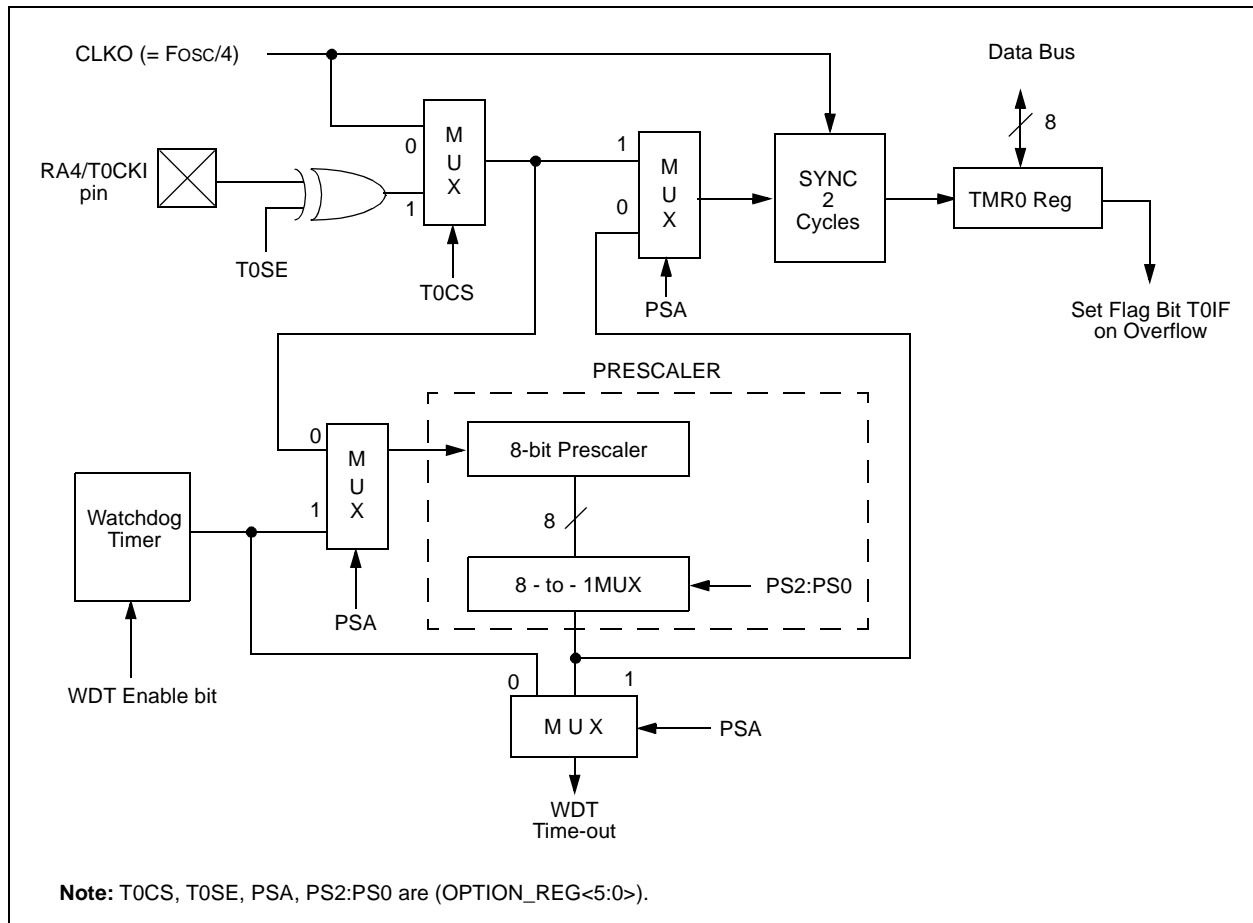 CLKO (= FOSC/4)
Data Bus
8
RA4/T0CKI
pin
T0SE
0
1
M
U
X
T0CS
1
0
M
U
X
PSA
SYNC
2
Cycles
TMR0 Reg
Set Flag Bit T0IF
on Overflow
PRESCALER
8-bit Prescaler
8
8 - to - 1MUX
PS2:PS0
Watchdog
Timer
0
1
M
U
X
PSA
WDT Enable bit
0
1
M U X
PSA
WDT
Time-out
Note: T0CS, T0SE, PSA, PS2:PS0 are (OPTION_REG<5:0>).